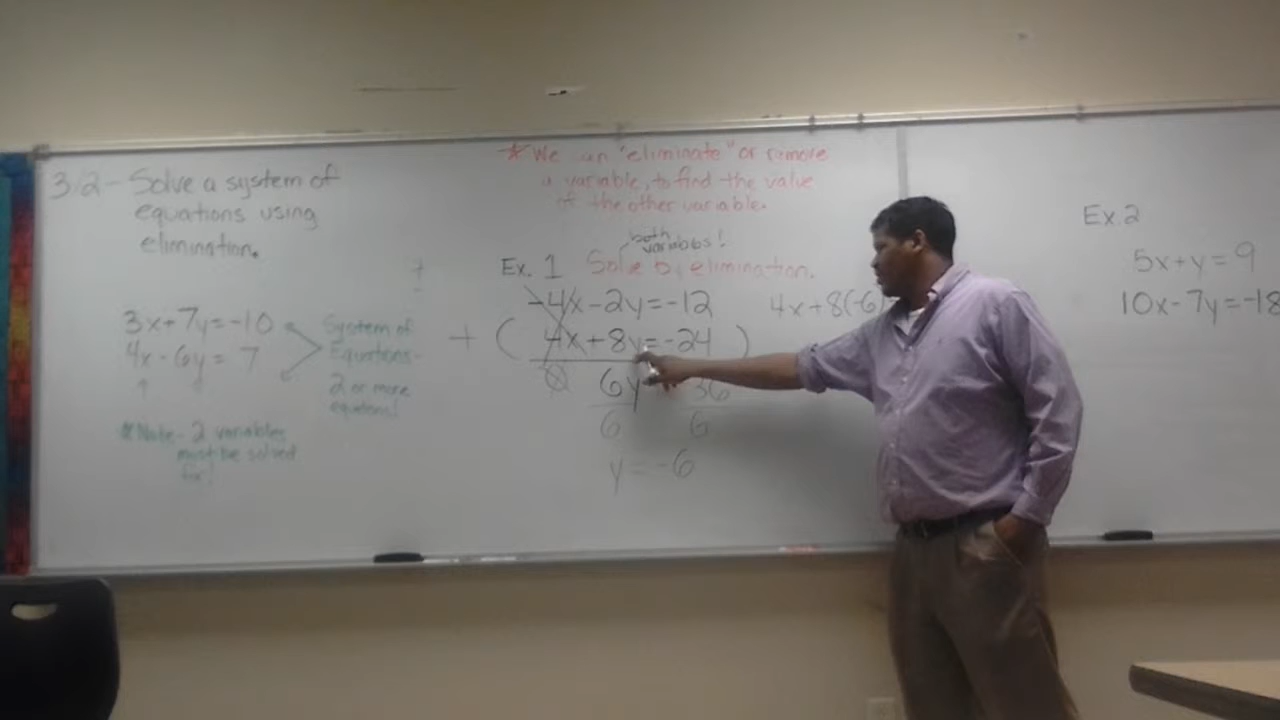 3/2 - Solve a system of
equations using
elimination.
3x+7y=-10
4x-6y= 7
System of
Equations-
2 or more
equations!
*Note- 2 variables
must be solved
for!
* We can "eliminate" or remove
a variable, to find the value
of the other variable.
both
variables!
Ex. 1 Solve by elimination.
-4x-2y=-12
+ ( 4x+8y=-24 )
0 6y 36
6 6
y=-6
4x+8(-6)
Ex.2
5x+y=9
10x-7y=-18